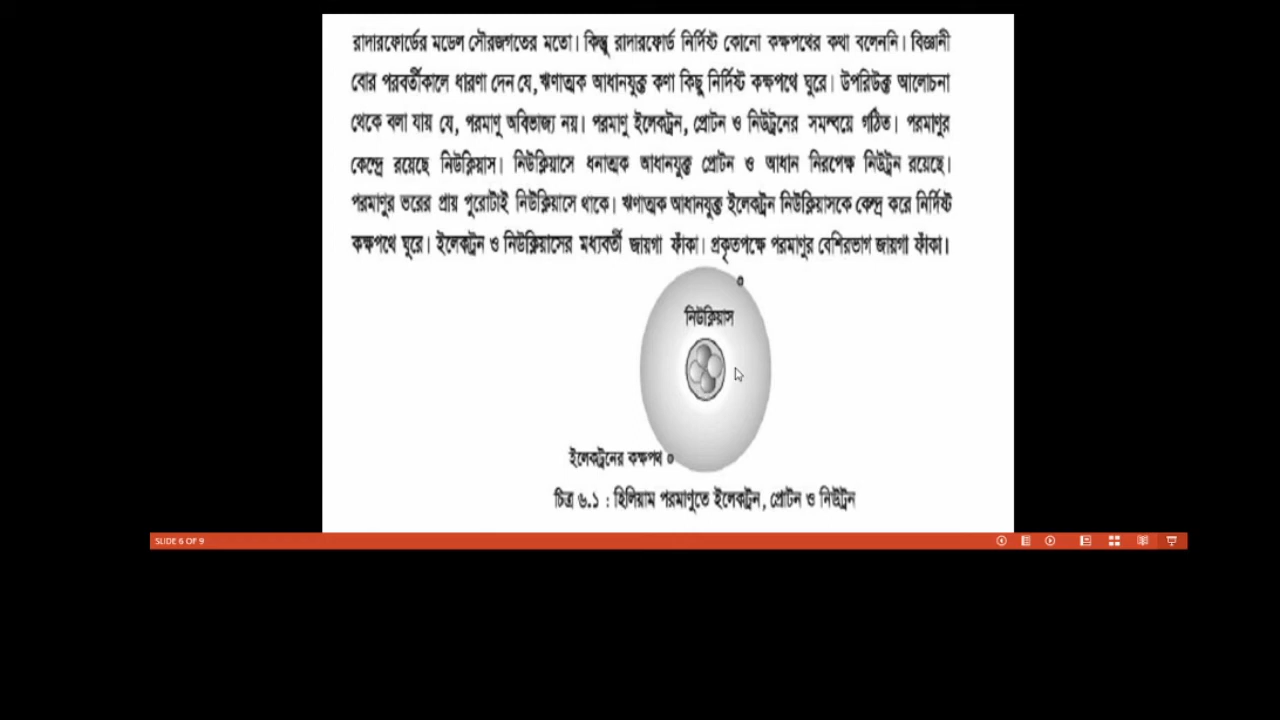 রাদারফোর্ডের মডেল সৌরজগতের মতো। কিন্তু রাদারফোর্ড নির্দিষ্ট কোনো কক্ষপথের কথা বলেননি। বিজ্ঞানী
বোর পরবর্তীকালে ধারণা দেন যে, ঋণাত্মক আধানযুক্ত কণা কিছু নির্দিষ্ট কক্ষপথে ঘুরে। উপরিউক্ত আলোচনা
থেকে বলা যায় যে, পরমাণু অবিভাজ্য নয়। পরমাণু ইলেকট্রন, প্রোটন ও নিউট্রনের সমন্বয়ে গঠিত। পরমাণুর
কেন্দ্রে রয়েছে নিউক্লিয়াস। নিউক্লিয়াসে ধনাত্মক আধানযুক্ত প্রোটন ও আধান নিরপেক্ষ নিউট্রন রয়েছে।
পরমাণুর ভরের প্রায় পুরোটাই নিউক্লিয়াসে থাকে। ঋণাত্মক আধানযুক্ত ইলেকট্রন নিউক্লিয়াসকে কেন্দ্র করে নির্দিষ্ট
কক্ষপথে ঘুরে। ইলেকট্রন ও নিউক্লিয়াসের মধ্যবর্তী জায়গা ফাঁকা। প্রকৃতপক্ষে পরমাণুর বেশিরভাগ জায়গা ফাঁকা।
নিউক্লিয়াস
ইলেকট্রনের কক্ষপথ
চিত্র ৬.১ : হিলিয়াম পরমাণুতে ইলেকট্রন, প্রোটন ও নিউট্রন
SLIDE 6 OF 9